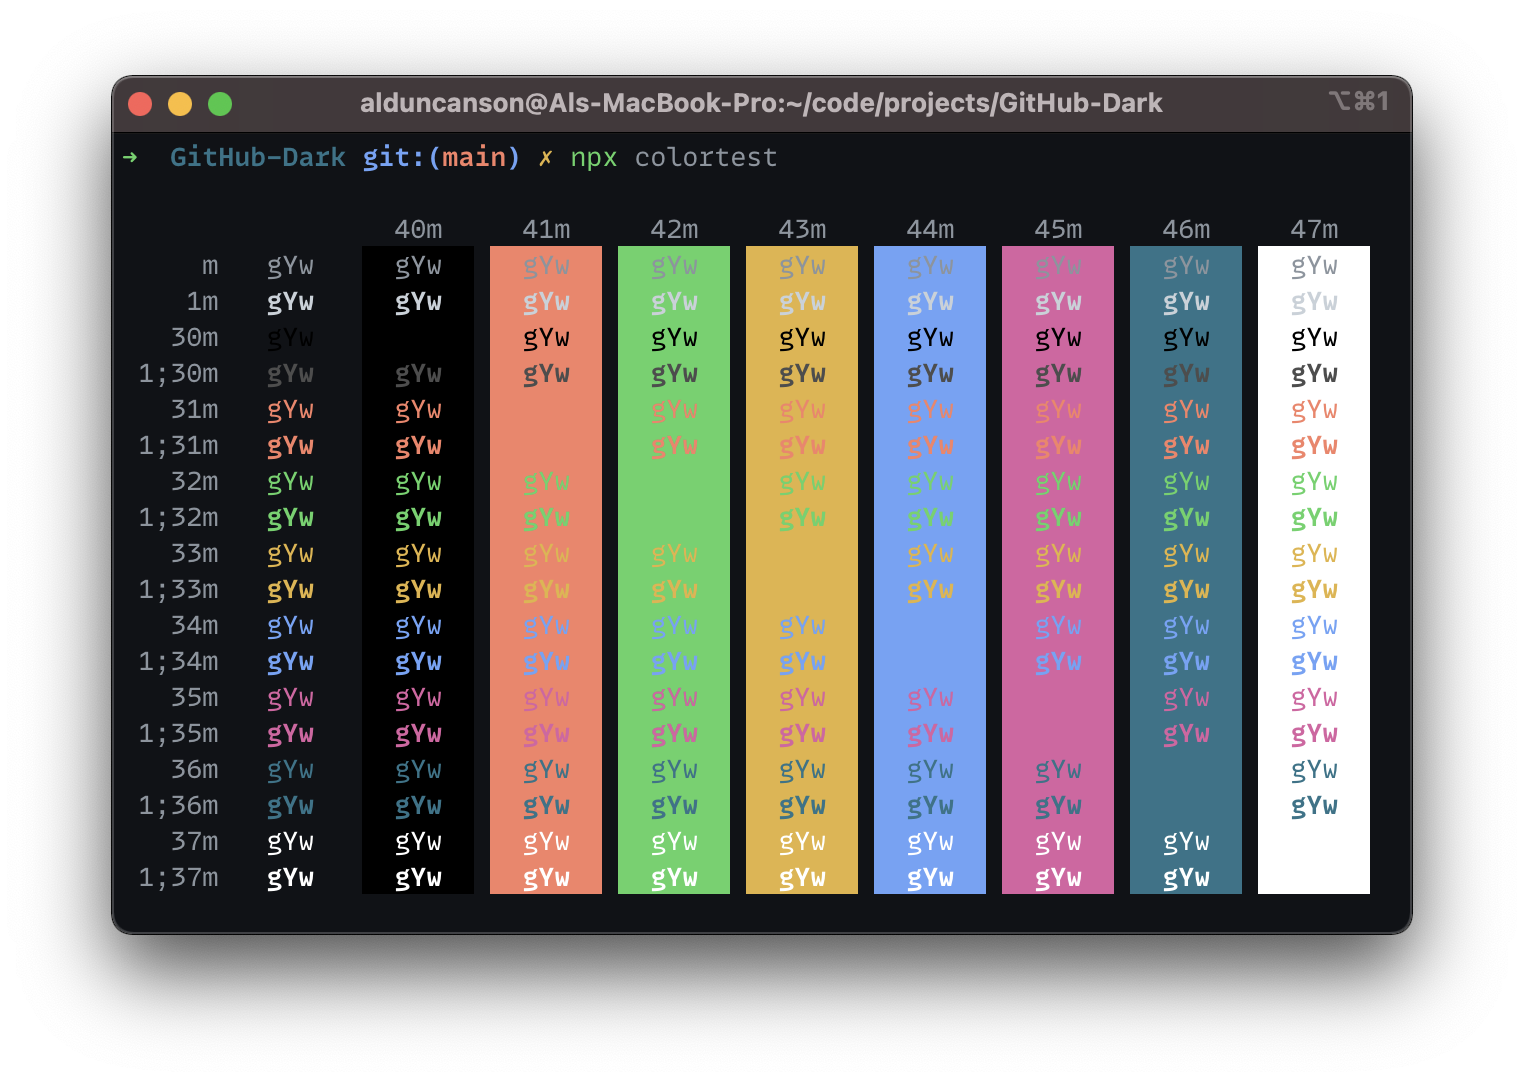 alduncanson@Als-MacBook-Pro:~/code/projects/GitHub-Dark ⌥⌘1
➜ GitHub-Dark git:(main) ✗ npx colortest
40m 41m 42m 43m 44m 45m 46m 47m
m gYw gYw gYw gYw gYw gYw gYw gYw gYw
1m gYw gYw gYw gYw gYw gYw gYw gYw gYw
30m gYw gYw gYw gYw gYw gYw gYw gYw
1;30m gYw gYw gYw gYw gYw gYw gYw gYw gYw
31m gYw gYw gYw gYw gYw gYw gYw gYw
1;31m gYw gYw gYw gYw gYw gYw gYw gYw
32m gYw gYw gYw gYw gYw gYw gYw gYw
1;32m gYw gYw gYw gYw gYw gYw gYw gYw
33m gYw gYw gYw gYw gYw gYw gYw gYw
1;33m gYw gYw gYw gYw gYw gYw gYw gYw
34m gYw gYw gYw gYw gYw gYw gYw gYw
1;34m gYw gYw gYw gYw gYw gYw gYw gYw
35m gYw gYw gYw gYw gYw gYw gYw gYw
1;35m gYw gYw gYw gYw gYw gYw gYw gYw
36m gYw gYw gYw gYw gYw gYw gYw gYw
1;36m gYw gYw gYw gYw gYw gYw gYw gYw
37m gYw gYw gYw gYw gYw gYw gYw gYw
1;37m gYw gYw gYw gYw gYw gYw gYw gYw